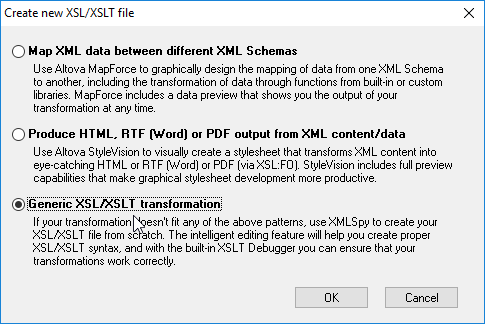 Create new XSL/XSLT file
Map XML data between different XML Schemas
Use Altova MapForce to graphically design the mapping of data from one XML Schema
to another, including the transformation of data through functions from built-in or custom
libraries. MapForce includes a data preview that shows you the output of your
transformation at any time.
Produce HTML, RTF (Word) or PDF output from XML content/data
Use Altova StyleVision to visually create a stylesheet that transforms XML content into
eye-catching HTML or RTF (Word) or PDF (via XSL:FO). StyleVision includes full preview
capabilities that make graphical stylesheet development more productive.
Generic XSL/XSLT transformation
If your transformation doesn't fit any of the above patterns, use XMLSpy to create your
XSL/XSLT file from scratch. The intelligent editing feature will help you create proper
XSL/XSLT syntax, and with the built-in XSLT Debugger you can ensure that your
transformations work correctly.
OK
Cancel